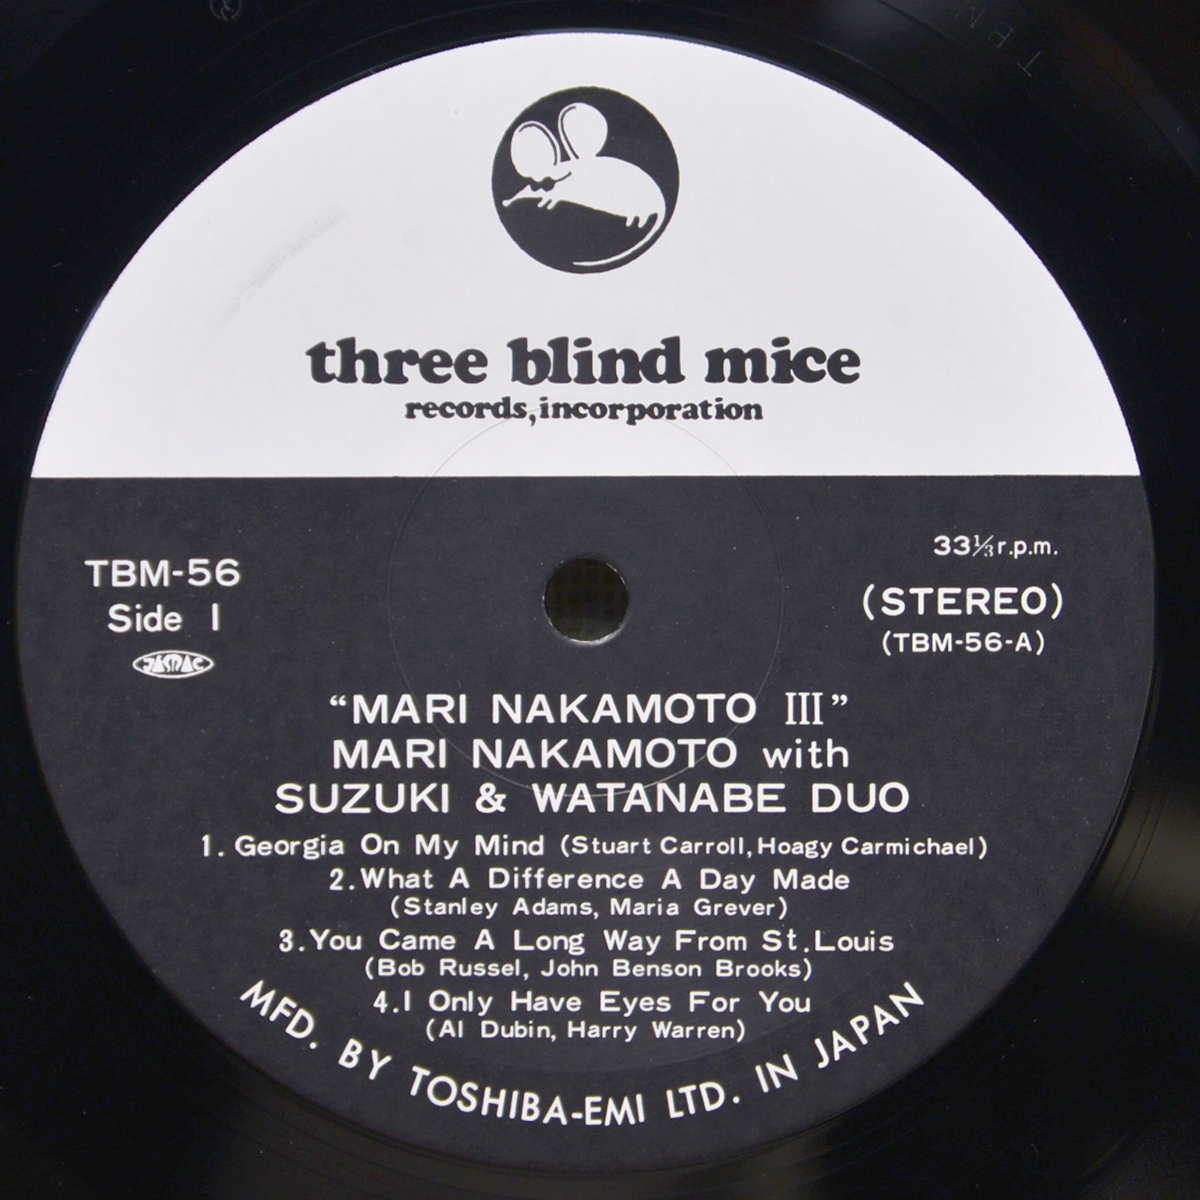 TBM
three blind mice
records, incorporation
33⅓ r.p.m.
TBM-56
Side 1
JASRAC
(STEREO)
(TBM-56-A)
“MARI NAKAMOTO III”
MARI NAKAMOTO with
SUZUKI & WATANABE DUO
1. Georgia On My Mind (Stuart Carroll, Hoagy Carmichael)
2. What A Difference A Day Made
(Stanley Adams, Maria Grever)
3. You Came A Long Way From St. Louis
(Bob Russel, John Benson Brooks)
4. I Only Have Eyes For You
(Al Dubin, Harry Warren)
MFD. BY TOSHIBA-EMI LTD. IN JAPAN